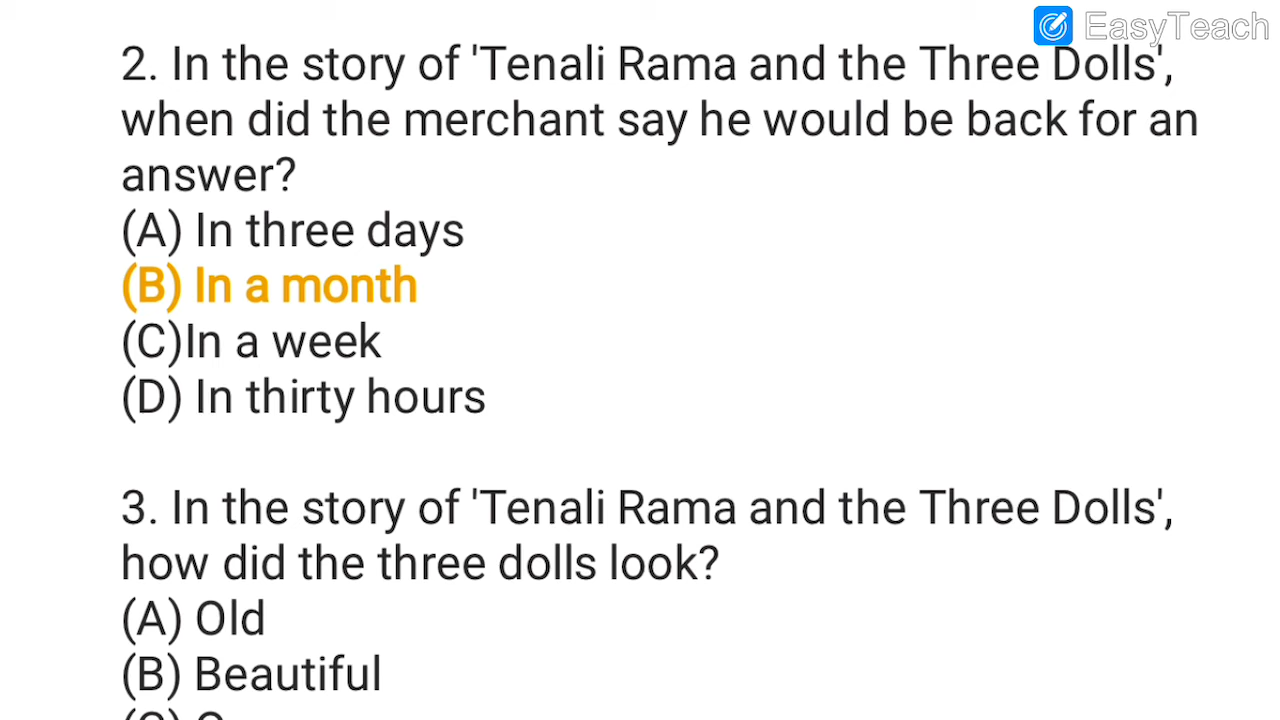 EasyTeach
2. In the story of 'Tenali Rama and the Three Dolls',
when did the merchant say he would be back for an
answer?
(A) In three days
(B) In a month
(C)In a week
(D) In thirty hours
3. In the story of 'Tenali Rama and the Three Dolls',
how did the three dolls look?
(A) Old
(B) Beautiful